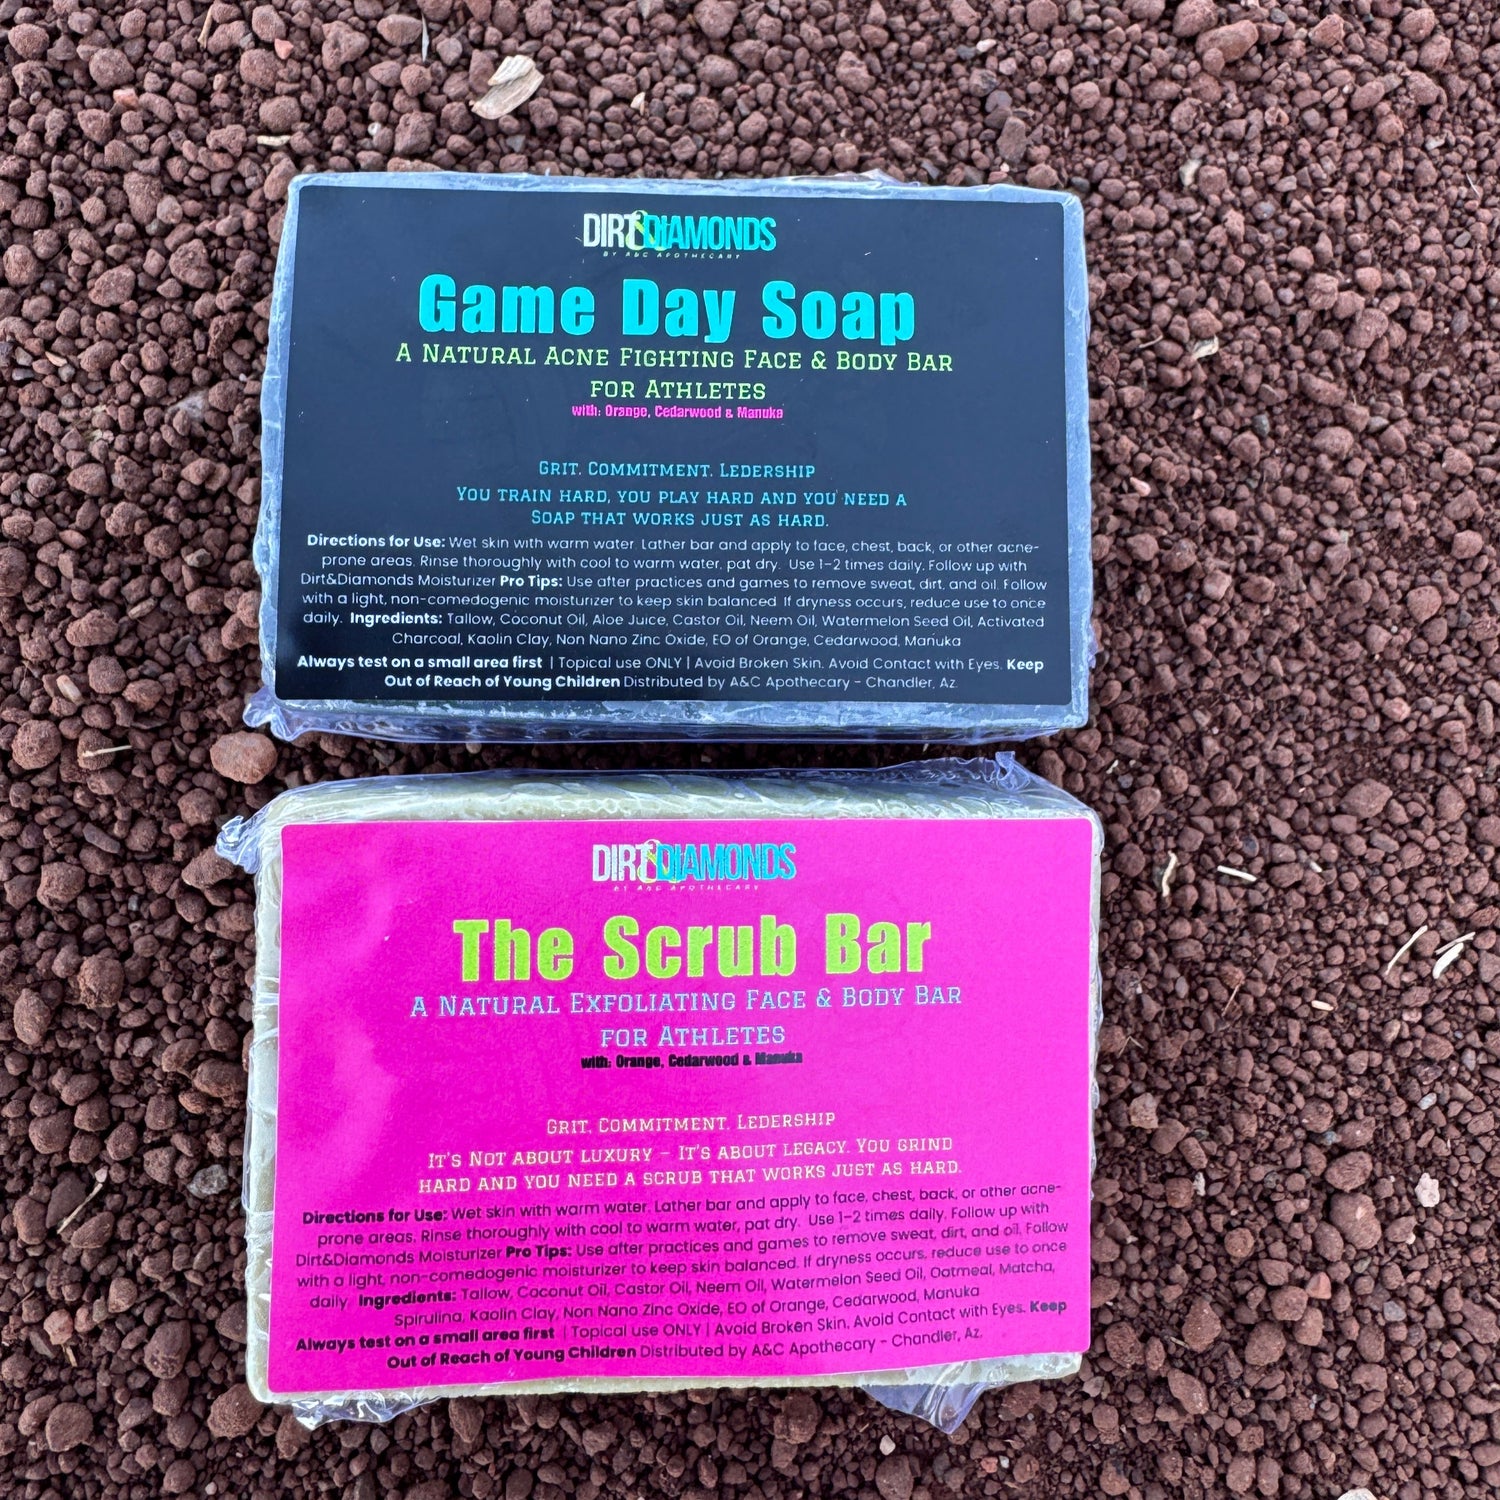 DIRT&DIAMONDS
BY A&C APOTHECARY
Game Day Soap
A Natural Acne Fighting Face & Body Bar
for Athletes
with: Orange, Cedarwood & Manuka
Grit. Commitment. Ledership
You train hard, you play hard and you need a
Soap that works just as hard.
Directions for Use: Wet skin with warm water. Lather bar and apply to face, chest, back, or other acne-
prone areas. Rinse thoroughly with cool to warm water, pat dry. Use 1-2 times daily. Follow up with
Dirt&Diamonds Moisturizer Pro Tips: Use after practices and games to remove sweat, dirt, and oil. Follow
with a light, non-comedogenic moisturizer to keep skin balanced. If dryness occurs, reduce use to once
daily. Ingredients: Tallow, Coconut Oil, Aloe Juice, Castor Oil, Neem Oil, Watermelon Seed Oil, Activated
Charcoal, Kaolin Clay, Non Nano Zinc Oxide, EO of Orange, Cedarwood, Manuka
Always test on a small area first | Topical use ONLY | Avoid Broken Skin. Avoid Contact with Eyes. Keep
Out of Reach of Young Children Distributed by A&C Apothecary - Chandler, Az.
DIRT&DIAMONDS
BY A&C APOTHECARY
The Scrub Bar
A Natural Exfoliating Face & Body Bar
for Athletes
with: Orange, Cedarwood & Manuka
Grit. Commitment. Ledership
It's Not about luxury – It's about legacy. You grind
hard and you need a scrub that works just as hard.
Directions for Use: Wet skin with warm water. Lather bar and apply to face, chest, back, or other acne-
prone areas. Rinse thoroughly with cool to warm water, pat dry. Use 1-2 times daily. Follow up with
Dirt&Diamonds Moisturizer Pro Tips: Use after practices and games to remove sweat, dirt, and oil. Follow
with a light, non-comedogenic moisturizer to keep skin balanced. If dryness occurs, reduce use to once
daily Ingredients: Tallow, Coconut Oil, Castor Oil, Neem Oil, Watermelon Seed Oil, Oatmeal, Matcha,
Spirulina, Kaolin Clay, Non Nano Zinc Oxide, EO of Orange, Cedarwood, Manuka
Always test on a small area first | Topical use ONLY | Avoid Broken Skin. Avoid Contact with Eyes. Keep
Out of Reach of Young Children Distributed by A&C Apothecary - Chandler, Az.